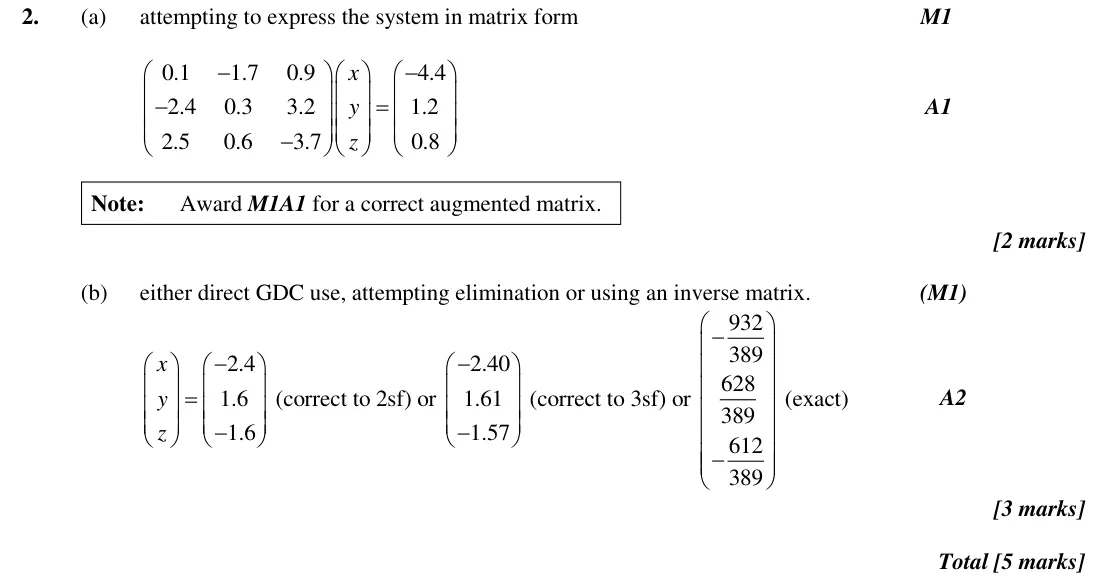 2. (a) attempting to express the system in matrix form M1
0.1 −1.7 0.9 x −4.4
−2.4 0.3 3.2 y = 1.2 A1
2.5 0.6 −3.7 z 0.8
Note: Award M1A1 for a correct augmented matrix.
[2 marks]
(b) either direct GDC use, attempting elimination or using an inverse matrix. (M1)
(x y z) = (−2.4 1.6 −1.6) (correct to 2sf) or (−2.40 1.61 −1.57) (correct to 3sf) or (−932/389 628/389 −612/389) (exact) A2
[3 marks]
Total [5 marks]